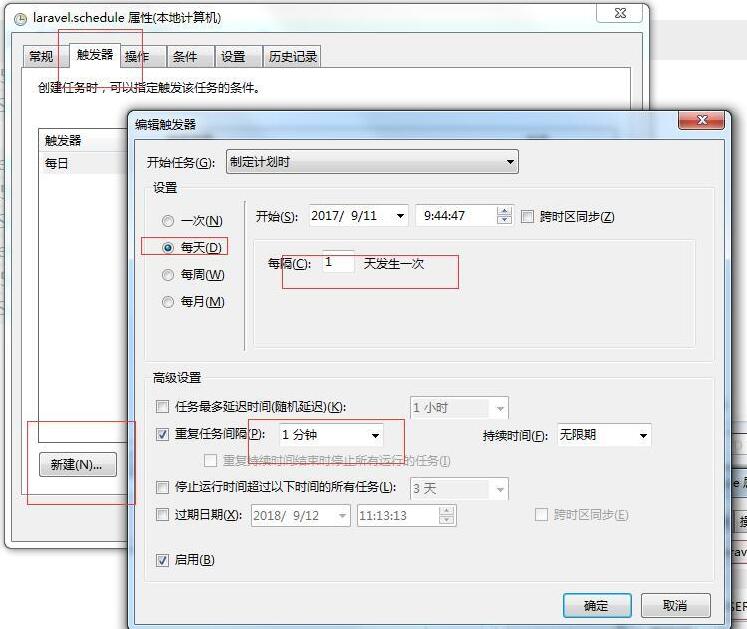 laravel.schedule 属性(本地计算机)
常规 触发器 操作 条件 设置 历史记录
创建任务时，可以指定触发该任务的条件。
触发器
每日
新建(N)...
编辑触发器
开始任务(G): 制定计划时
设置
一次(N)
每天(D)
每周(W)
每月(M)
开始(S): 2017/ 9/11 9:44:47 跨时区同步(Z)
每隔(C): 1 天发生一次
高级设置
任务最多延迟时间(随机延迟)(K): 1 小时
重复任务间隔(P): 1 分钟 持续时间(F): 无限期
重复持续时间结束时停止所有运行的任务(I)
停止运行时间超过以下时间的所有任务(L): 3 天
过期日期(X): 2018/ 9/12 11:13:13 跨时区同步(E)
启用(B)
确定 取消